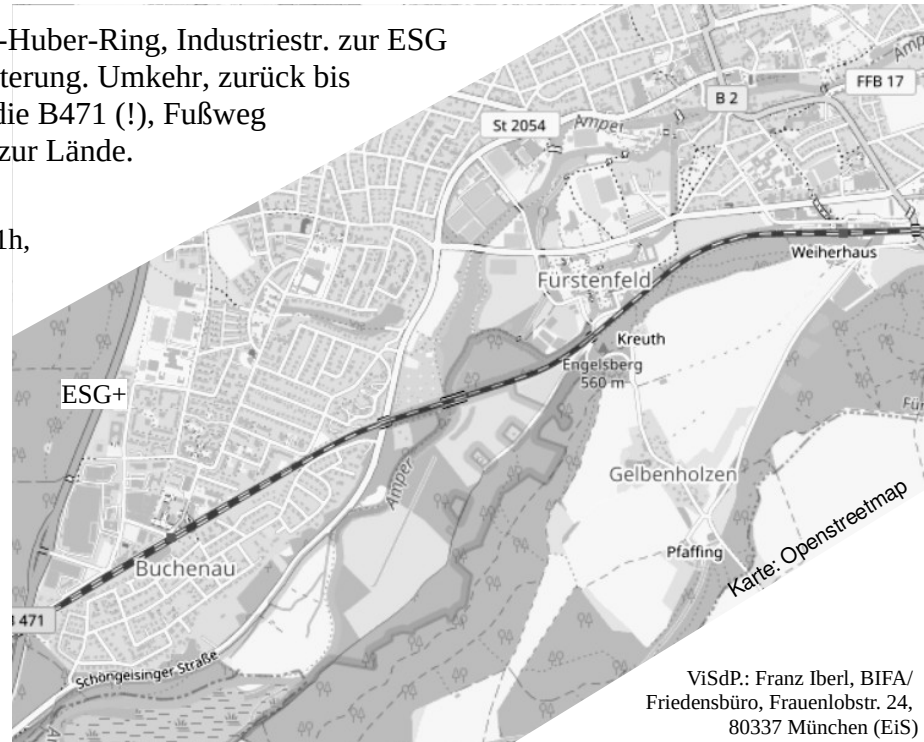 -Huber-Ring, Industriestr. zur ESG
terung. Umkehr, zurück bis
die B471 (!), Fußweg
zur Lände.
1h,
FFB 17
B 2
St 2054
Amper
Weiherhaus
Fürstenfeld
Kreuth
Engelsberg
560 m
ESG+
Gelbenholzen
Amper
Pfaffing
Karte: Openstreetmap
Buchenau
471
Schöngeisinger Straße
ViSdP.: Franz Iberl, BIFA/
Friedensbüro, Frauenlobstr. 24,
80337 München (EiS)